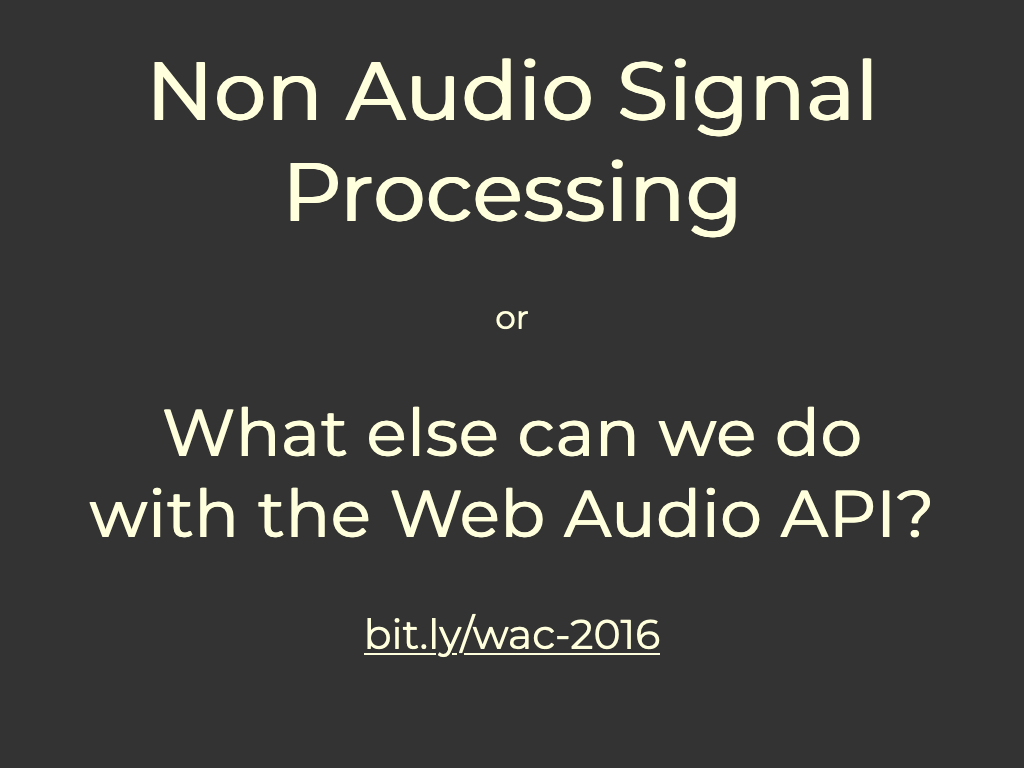 Non Audio Signal
Processing
or
What else can we do
with the Web Audio API?
bit.ly/wac-2016